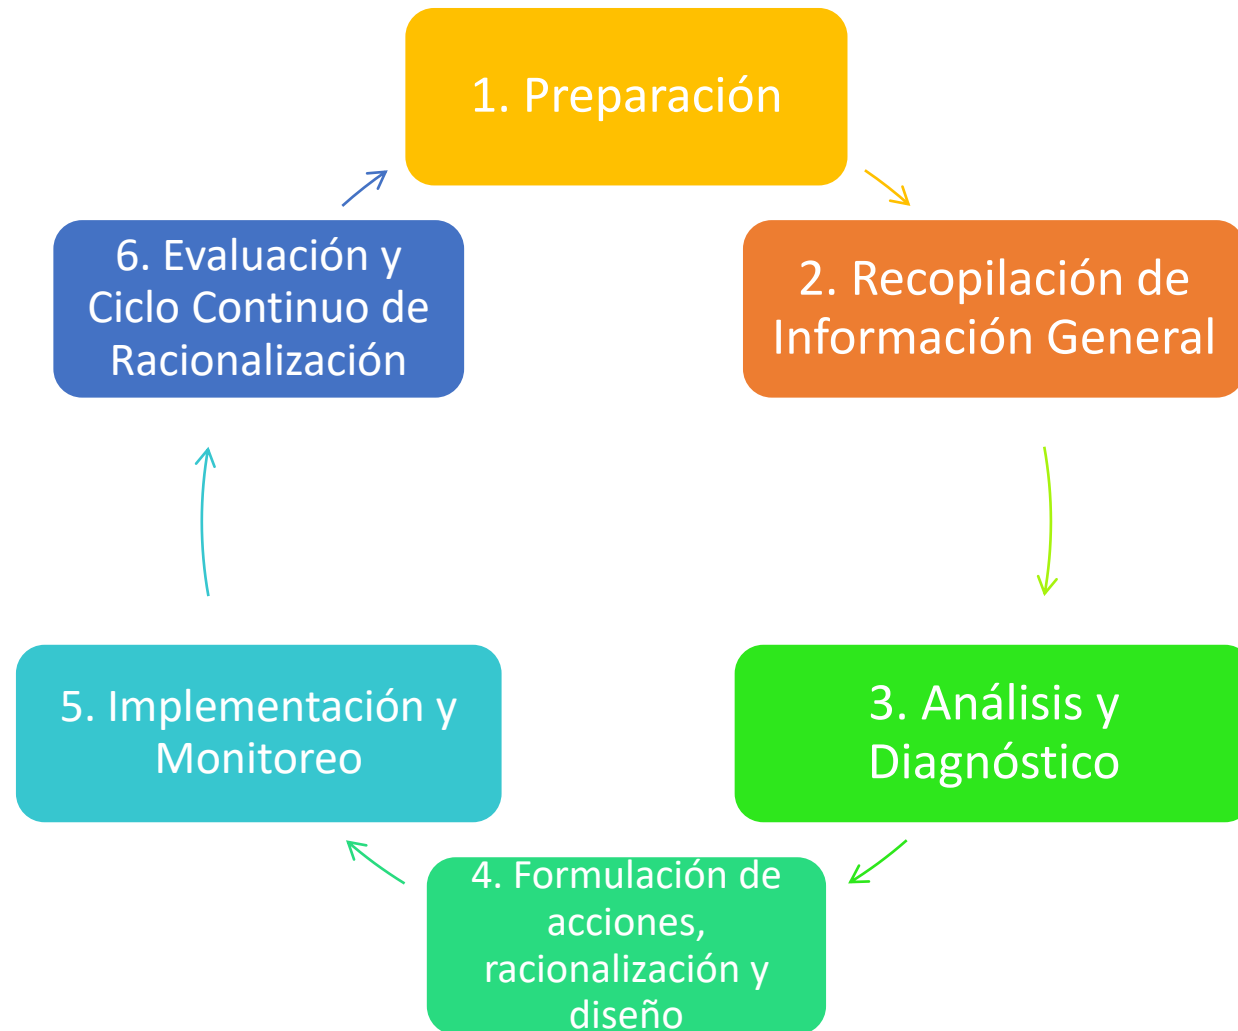 1. Preparación
2. Recopilación de
Información General
3. Análisis y
Diagnóstico
4. Formulación de
acciones,
racionalización y
diseño
5. Implementación y
Monitoreo
6. Evaluación y
Ciclo Continuo de
Racionalización